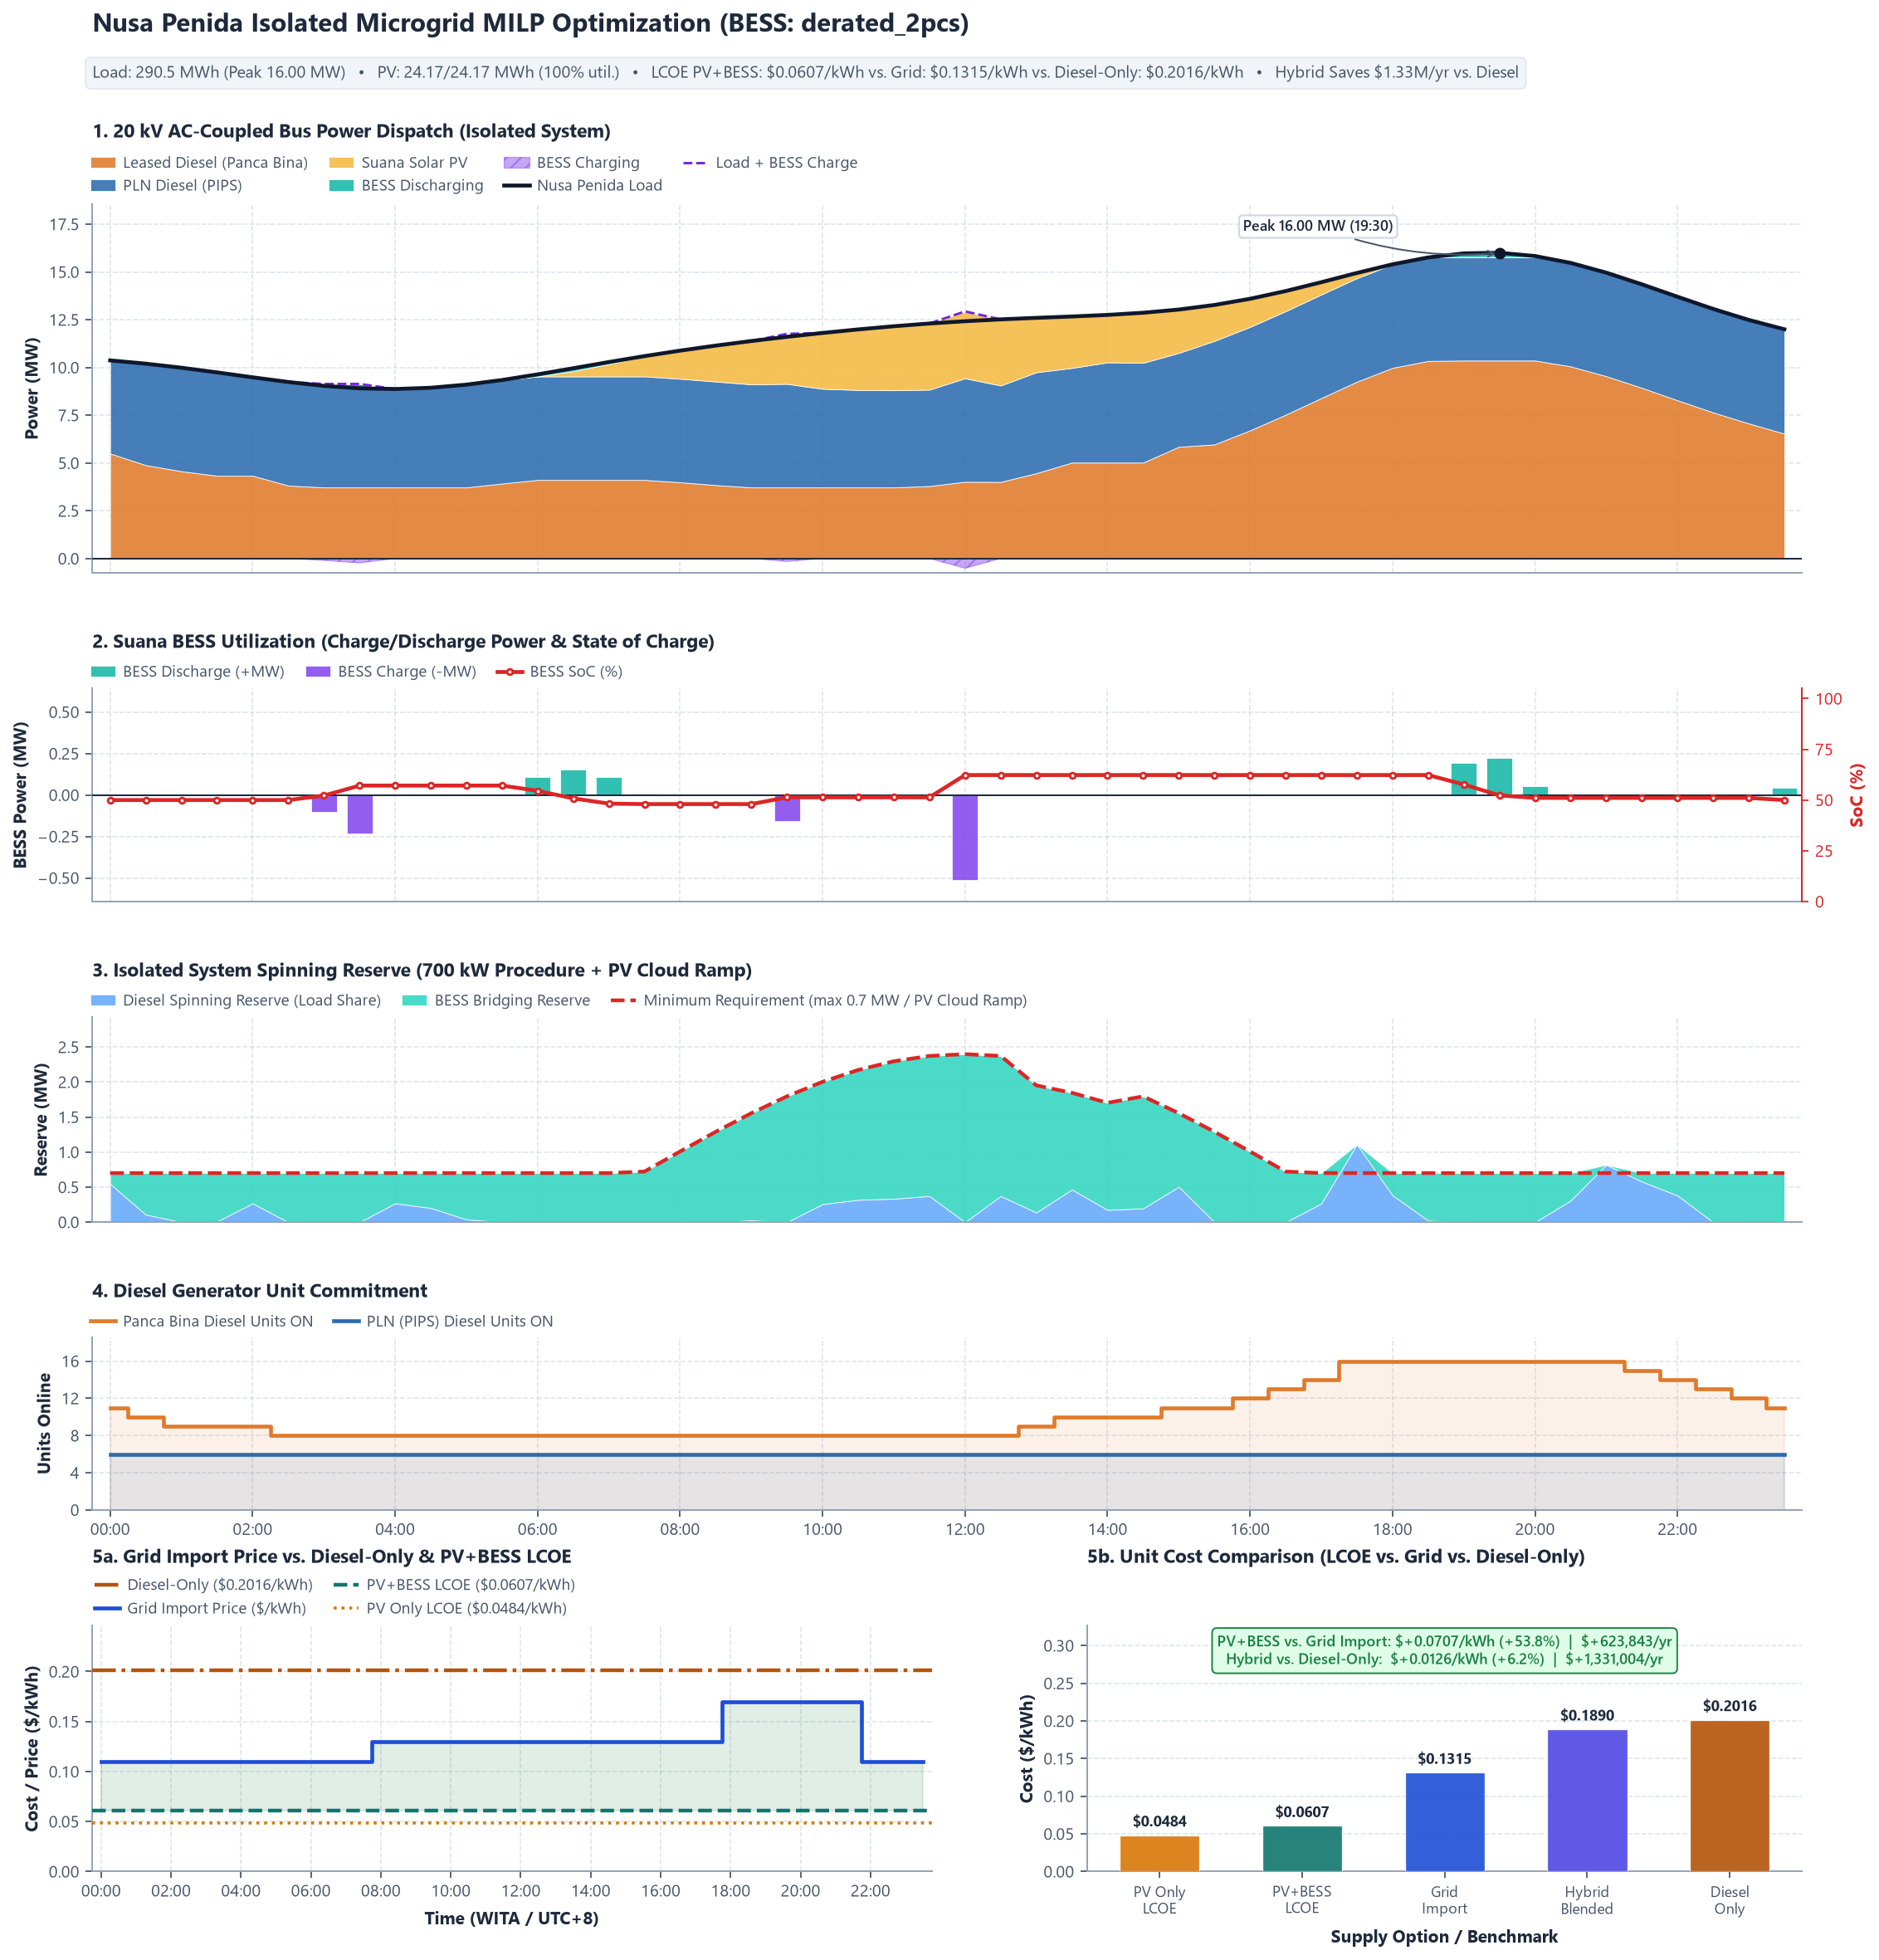 Nusa Penida Isolated Microgrid MILP Optimization (BESS: derated_2pcs)
Load: 290.5 MWh (Peak 16.00 MW)   •   PV: 24.17/24.17 MWh (100% util.)   •   LCOE PV+BESS: $0.0607/kWh vs. Grid: $0.1315/kWh vs. Diesel-Only: $0.2016/kWh   •   Hybrid Saves $1.33M/yr vs. Diesel
1. 20 kV AC-Coupled Bus Power Dispatch (Isolated System)
Leased Diesel (Panca Bina) Suana Solar PV BESS Charging Load + BESS Charge
PLN Diesel (PIPS) BESS Discharging Nusa Penida Load
Power (MW)
17.5
15.0
12.5
10.0
7.5
5.0
2.5
0.0
Peak 16.00 MW (19:30)
2. Suana BESS Utilization (Charge/Discharge Power & State of Charge)
BESS Discharge (+MW) BESS Charge (-MW) BESS SoC (%)
BESS Power (MW)
0.50
0.25
0.00
−0.25
−0.50
100
75
50
25
0
SoC (%)
3. Isolated System Spinning Reserve (700 kW Procedure + PV Cloud Ramp)
Diesel Spinning Reserve (Load Share) BESS Bridging Reserve Minimum Requirement (max 0.7 MW / PV Cloud Ramp)
Reserve (MW)
2.5
2.0
1.5
1.0
0.5
0.0
4. Diesel Generator Unit Commitment
Panca Bina Diesel Units ON PLN (PIPS) Diesel Units ON
Units Online
16
12
8
4
0
00:00 02:00 04:00 06:00 08:00 10:00 12:00 14:00 16:00 18:00 20:00 22:00
5a. Grid Import Price vs. Diesel-Only & PV+BESS LCOE
Diesel-Only ($0.2016/kWh) PV+BESS LCOE ($0.0607/kWh)
Grid Import Price ($/kWh) PV Only LCOE ($0.0484/kWh)
Cost / Price ($/kWh)
0.20
0.15
0.10
0.05
0.00
00:00 02:00 04:00 06:00 08:00 10:00 12:00 14:00 16:00 18:00 20:00 22:00
Time (WITA / UTC+8)
5b. Unit Cost Comparison (LCOE vs. Grid vs. Diesel-Only)
PV+BESS vs. Grid Import: $+0.0707/kWh (+53.8%)  |  $+623,843/yr
Hybrid vs. Diesel-Only:  $+0.0126/kWh (+6.2%)  |  $+1,331,004/yr
Cost ($/kWh)
0.30
0.25
0.20
0.15
0.10
0.05
0.00
$0.0484
$0.0607
$0.1315
$0.1890
$0.2016
PV Only
LCOE
PV+BESS
LCOE
Grid
Import
Hybrid
Blended
Diesel
Only
Supply Option / Benchmark